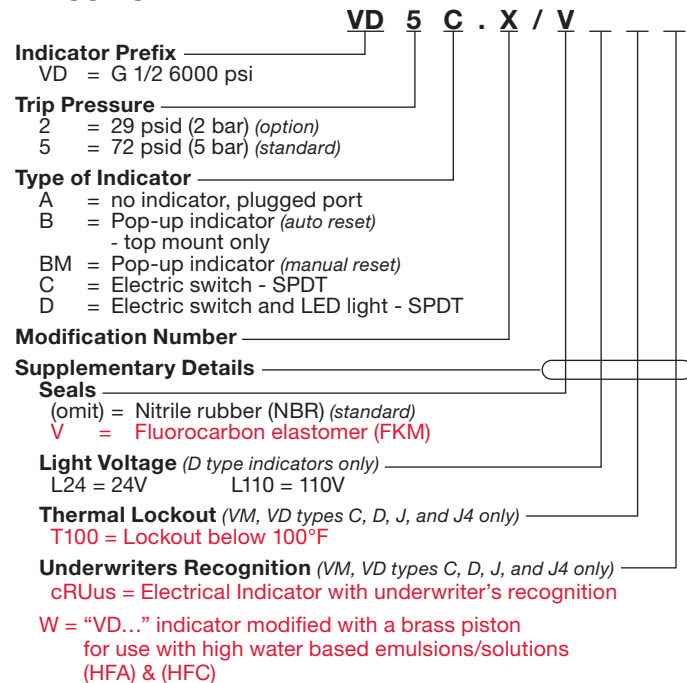 VD 5 C . X / V
Indicator Prefix
VD = G 1/2 6000 psi
Trip Pressure
2 = 29 psid (2 bar) (option)
5 = 72 psid (5 bar) (standard)
Type of Indicator
A = no indicator, plugged port
B = Pop-up indicator (auto reset)
- top mount only
BM = Pop-up indicator (manual reset)
C = Electric switch - SPDT
D = Electric switch and LED light - SPDT
Modification Number
Supplementary Details
Seals
(omit) = Nitrile rubber (NBR) (standard)
V = Fluorocarbon elastomer (FKM)
Light Voltage (D type indicators only)
L24 = 24V L110 = 110V
Thermal Lockout (VM, VD types C, D, J, and J4 only)
T100 = Lockout below 100°F
Underwriters Recognition (VM, VD types C, D, J, and J4 only)
cRUus = Electrical Indicator with underwriter's recognition
W = “VD…” indicator modified with a brass piston
for use with high water based emulsions/solutions
(HFA) & (HFC)